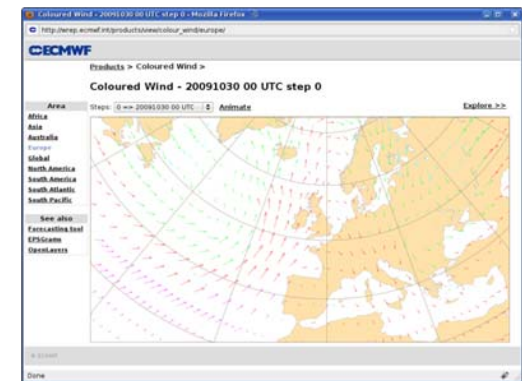 Coloured Wind - 20091030 00 UTC step 0 - Mozilla Firefox
http://wrep.ecmwf.int/products/view/colour_wind/europe/
ECMWF
Products > Coloured Wind >
Coloured Wind - 20091030 00 UTC step 0
Steps: 0 => 20091030 00 UTC Animate Explore >>
Area
Africa
Asia
Australia
Europe
Global
North America
South America
South Atlantic
South Pacific
See also
Forecasting tool
EPSGrams
OpenLayers
© ECMWF
Done